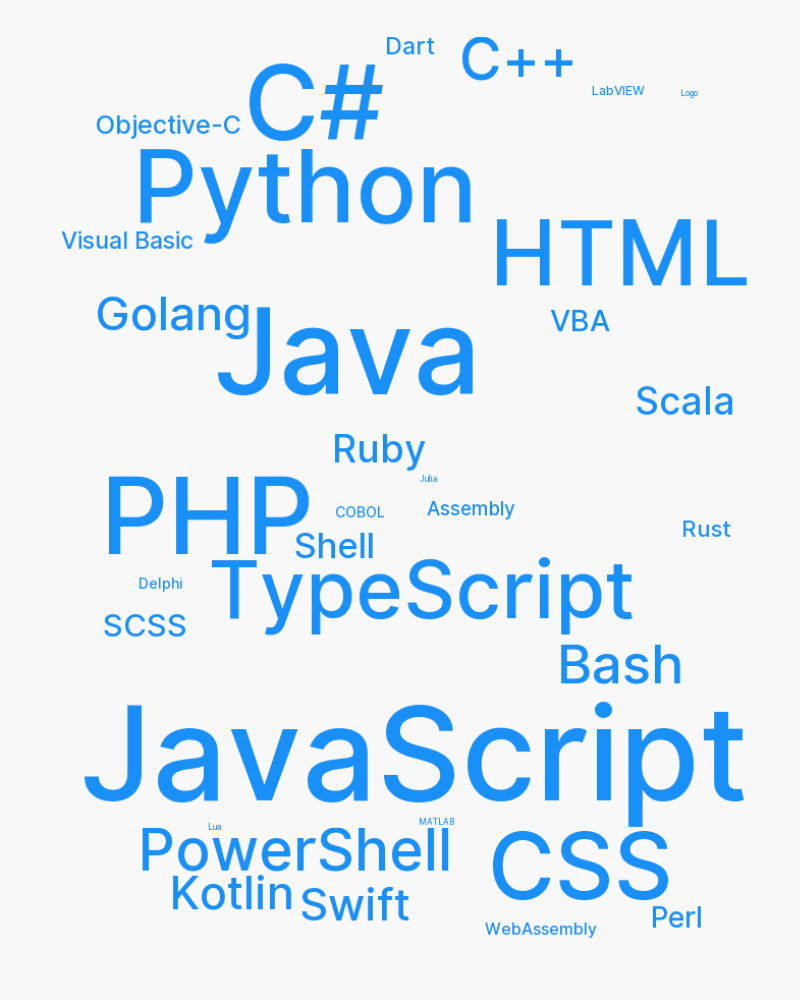 Dart
C++
C#
LabVIEW
Logo
Objective-C
Python
Visual Basic
HTML
Golang
VBA
Java
Scala
Ruby
Julia
PHP
COBOL
Assembly
Rust
Shell
Delphi
TypeScript
SCSS
Bash
JavaScript
MATLAB
Lua
PowerShell
CSS
Kotlin
Swift
Perl
WebAssembly